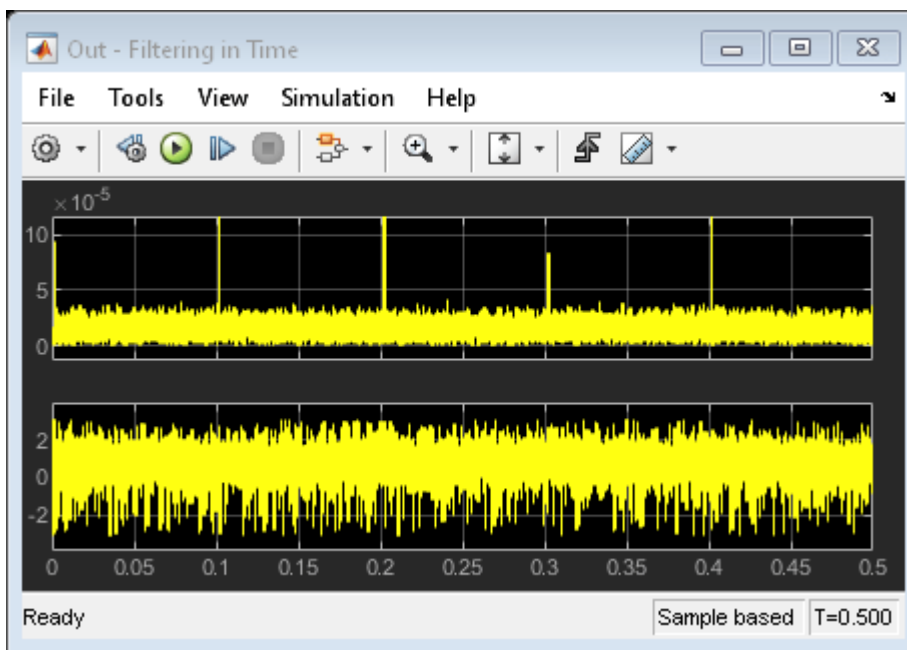 Out - Filtering in Time
File Tools View Simulation Help
×10^-5
10
5
0
2
0
-2
0 0.05 0.1 0.15 0.2 0.25 0.3 0.35 0.4 0.45 0.5
Ready Sample based T=0.500